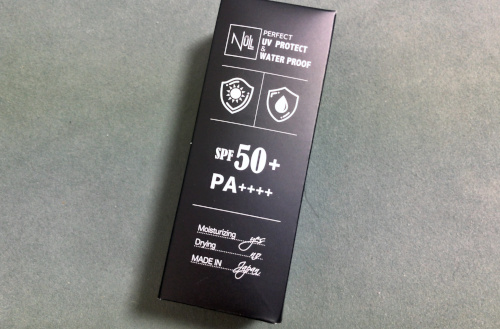 NULL
PERFECT
UV PROTECT
&
WATER PROOF
SPF 50+
PA++++
Moisturizing yes
Drying no
MADE IN Japan